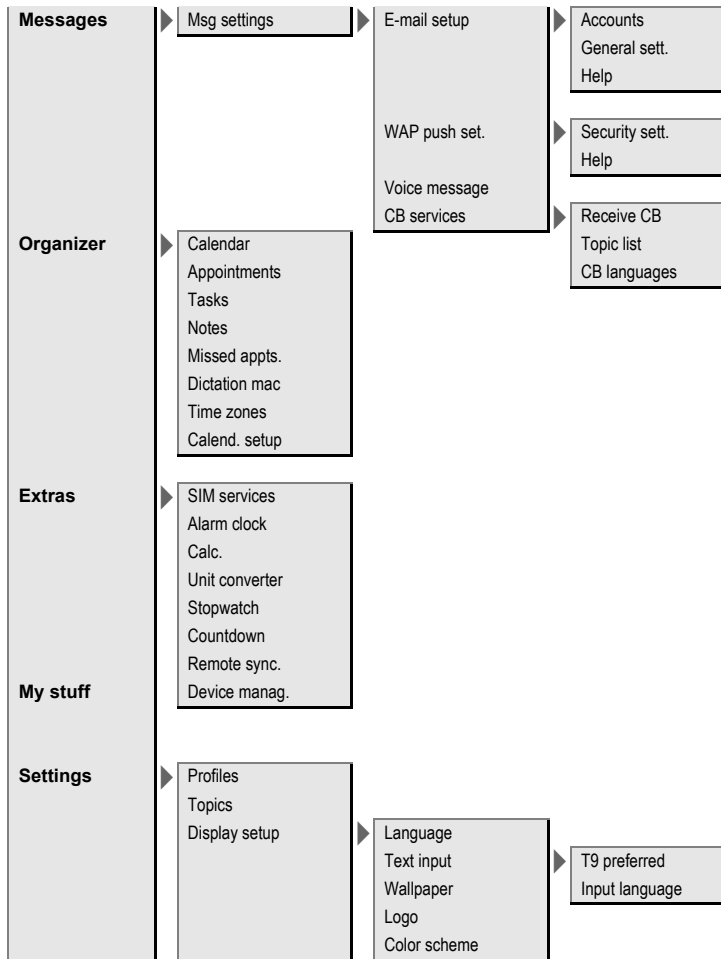 Messages
Msg settings
E-mail setup
Accounts
General sett.
Help
WAP push set.
Security sett.
Help
Voice message
CB services
Receive CB
Topic list
CB languages
Organizer
Calendar
Appointments
Tasks
Notes
Missed appts.
Dictation mac
Time zones
Calend. setup
Extras
SIM services
Alarm clock
Calc.
Unit converter
Stopwatch
Countdown
Remote sync.
Device manag.
My stuff
Settings
Profiles
Topics
Display setup
Language
Text input
T9 preferred
Input language
Wallpaper
Logo
Color scheme